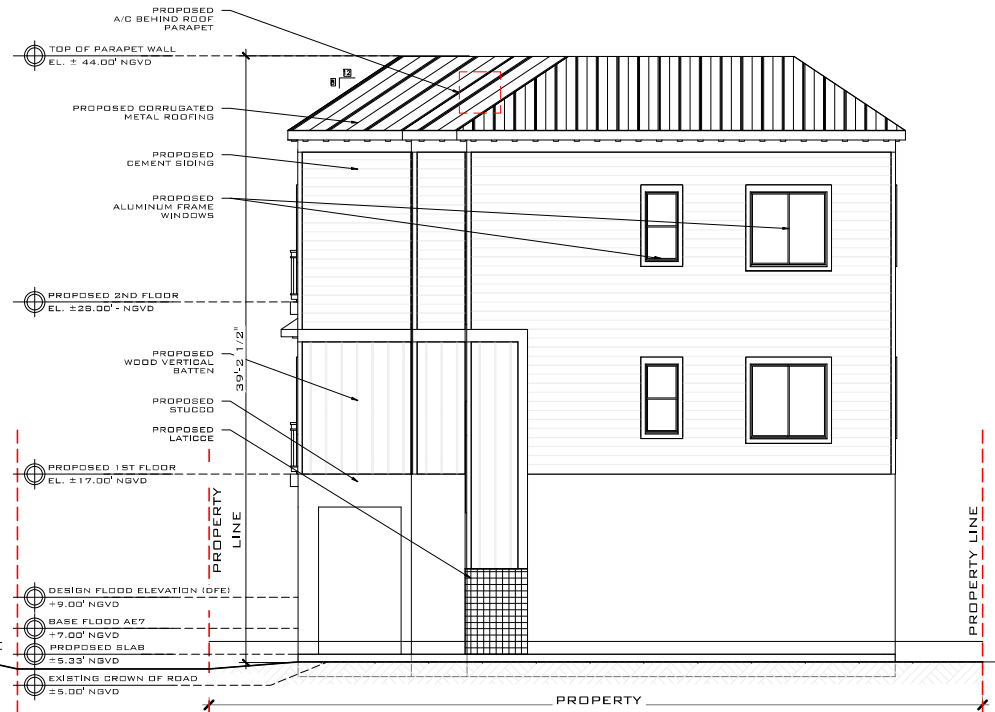 PROPOSED
A/C BEHIND ROOF
PARAPET
TOP OF PARAPET WALL
EL. ± 44.00' NGVD
12
8
PROPOSED CORRUGATED
METAL ROOFING
PROPOSED
CEMENT SIDING
PROPOSED
ALUMINUM FRAME
WINDOWS
PROPOSED 2ND FLOOR
EL. ±28.00' - NGVD
39'-2 1/2"
PROPOSED
WOOD VERTICAL
BATTEN
PROPOSED
STUCCO
PROPOSED
LATICCE
PROPOSED 1ST FLOOR
EL. ±17.00' NGVD
PROPERTY
LINE
PROPERTY LINE
DESIGN FLOOD ELEVATION (DFE)
+9.00' NGVD
BASE FLOOD AE7
+7.00' NGVD
PROPOSED SLAB
±5.33' NGVD
EXISTING CROWN OF ROAD
±5.00' NGVD
PROPERTY